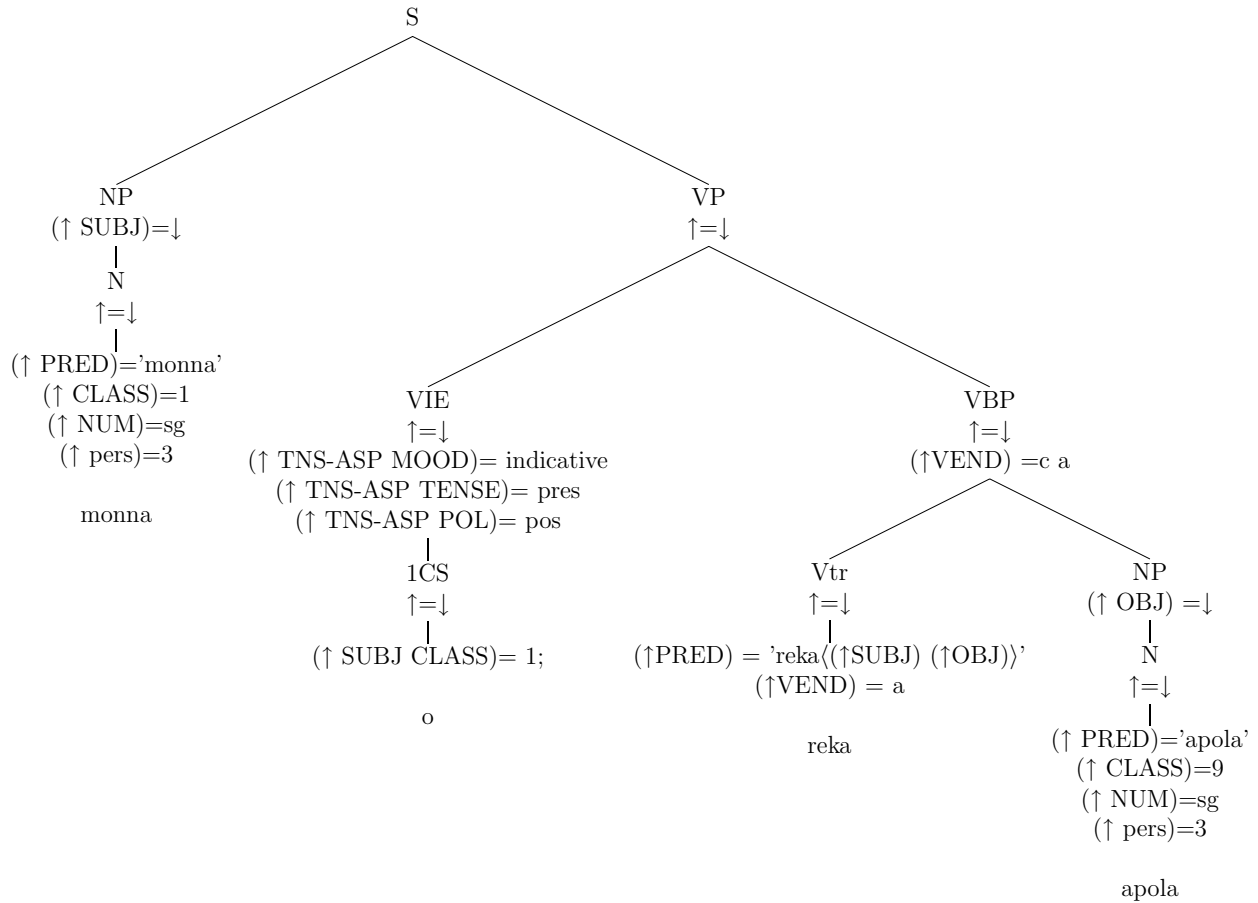 S
NP
(↑ SUBJ)=↓
N
↑=↓
(↑ PRED)='monna'
(↑ CLASS)=1
(↑ NUM)=sg
(↑ pers)=3
monna
VP
↑=↓
VIE
↑=↓
(↑ TNS-ASP MOOD)= indicative
(↑ TNS-ASP TENSE)= pres
(↑ TNS-ASP POL)= pos
1CS
↑=↓
(↑ SUBJ CLASS)= 1;
o
VBP
↑=↓
(↑VEND) =c a
Vtr
↑=↓
(↑PRED) = 'reka⟨(↑SUBJ) (↑OBJ)⟩'
(↑VEND) = a
reka
NP
(↑ OBJ) =↓
N
↑=↓
(↑ PRED)='apola'
(↑ CLASS)=9
(↑ NUM)=sg
(↑ pers)=3
apola